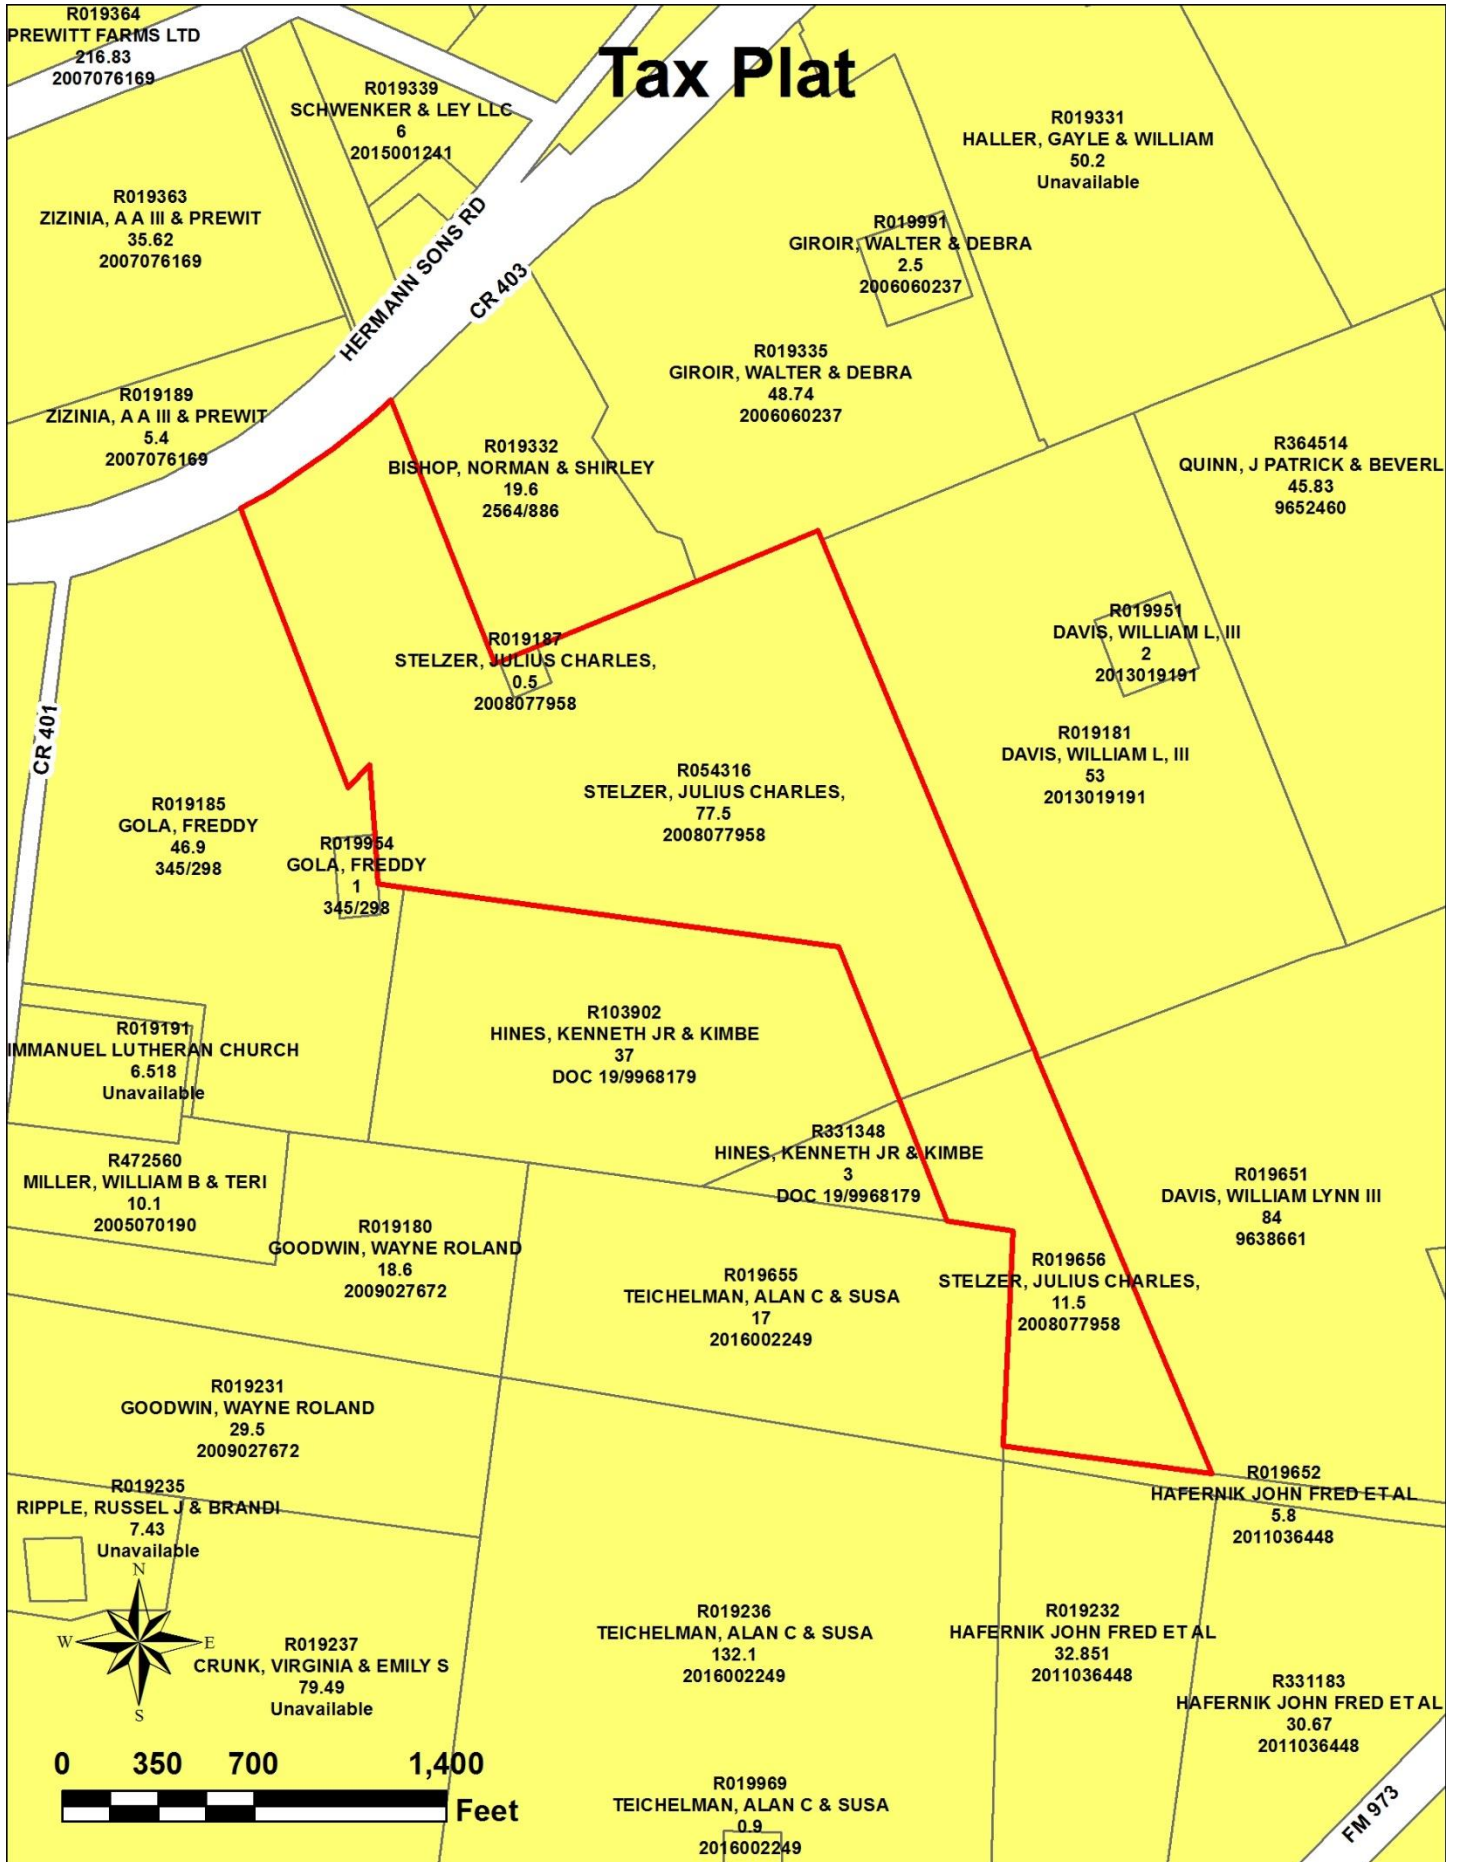 Tax Plat
R019364
PREWITT FARMS LTD
216.83
2007076169
R019339
SCHWENKER & LEY LLC
6
2015001241
R019331
HALLER, GAYLE & WILLIAM
50.2
Unavailable
R019363
ZIZINIA, A A III & PREWIT
35.62
2007076169
R019991
GIROIR, WALTER & DEBRA
2.5
2006060237
HERMANN SONS RD
CR 403
R019335
GIROIR, WALTER & DEBRA
48.74
2006060237
R019189
ZIZINIA, A A III & PREWIT
5.4
2007076169
R019332
BISHOP, NORMAN & SHIRLEY
19.6
2564/886
R364514
QUINN, J PATRICK & BEVERL
45.83
9652460
R019187
STELZER, JULIUS CHARLES,
0.5
2008077958
R019951
DAVIS, WILLIAM L, III
2
2013019191
CR 401
R019181
DAVIS, WILLIAM L, III
53
2013019191
R054316
STELZER, JULIUS CHARLES,
77.5
2008077958
R019185
GOLA, FREDDY
46.9
345/298
R019954
GOLA, FREDDY
1
345/298
R103902
HINES, KENNETH JR & KIMBE
37
DOC 19/9968179
R019191
IMMANUEL LUTHERAN CHURCH
6.518
Unavailable
R331348
HINES, KENNETH JR & KIMBE
3
DOC 19/9968179
R472560
MILLER, WILLIAM B & TERI
10.1
2005070190
R019651
DAVIS, WILLIAM LYNN III
84
9638661
R019180
GOODWIN, WAYNE ROLAND
18.6
2009027672
R019655
TEICHELMAN, ALAN C & SUSA
17
2016002249
R019656
STELZER, JULIUS CHARLES,
11.5
2008077958
R019231
GOODWIN, WAYNE ROLAND
29.5
2009027672
R019235
RIPPLE, RUSSEL J & BRANDI
7.43
Unavailable
R019652
HAFERNIK JOHN FRED ET AL
5.8
2011036448
R019237
CRUNK, VIRGINIA & EMILY S
79.49
Unavailable
R019236
TEICHELMAN, ALAN C & SUSA
132.1
2016002249
R019232
HAFERNIK JOHN FRED ET AL
32.851
2011036448
R331183
HAFERNIK JOHN FRED ET AL
30.67
2011036448
R019969
TEICHELMAN, ALAN C & SUSA
0.9
2016002249
FM 973
N
W E
S
0 350 700 1,400
Feet